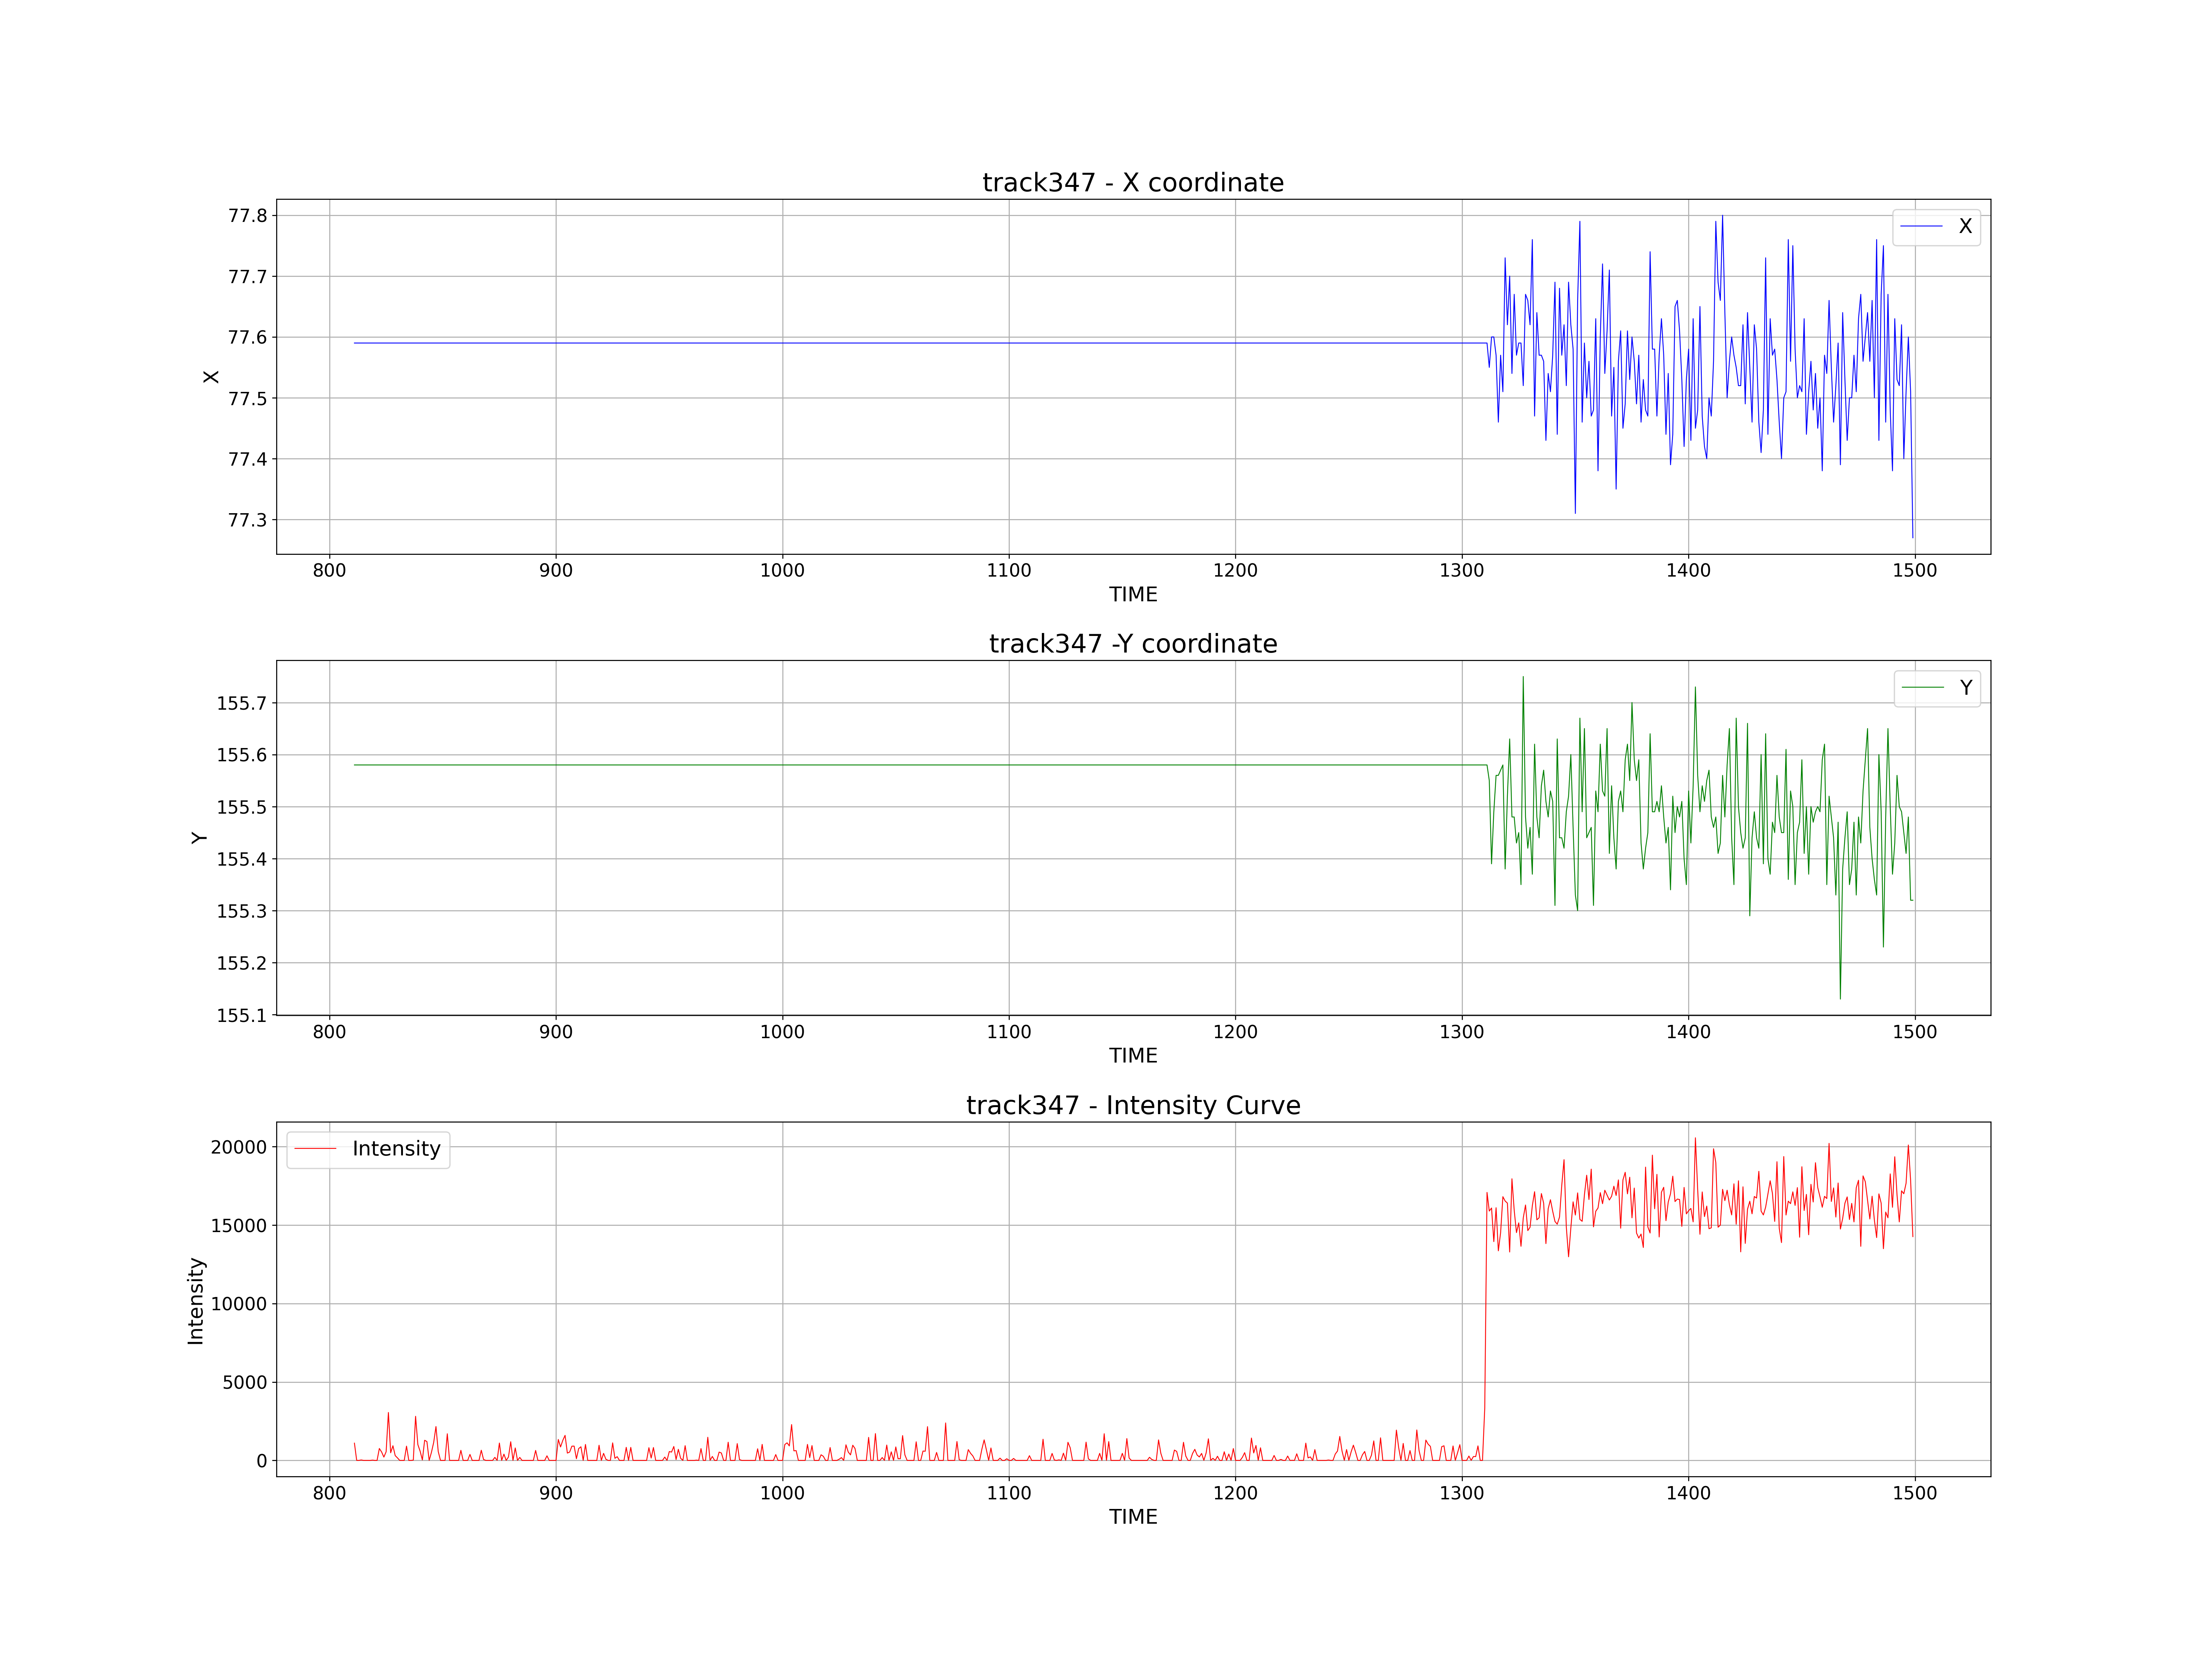 track347 - X coordinate
X
77.8
77.7
77.6
77.5
77.4
77.3
X
800 900 1000 1100 1200 1300 1400 1500
TIME
track347 -Y coordinate
Y
155.7
155.6
155.5
155.4
155.3
155.2
155.1
Y
800 900 1000 1100 1200 1300 1400 1500
TIME
track347 - Intensity Curve
Intensity
20000
15000
10000
5000
0
Intensity
800 900 1000 1100 1200 1300 1400 1500
TIME